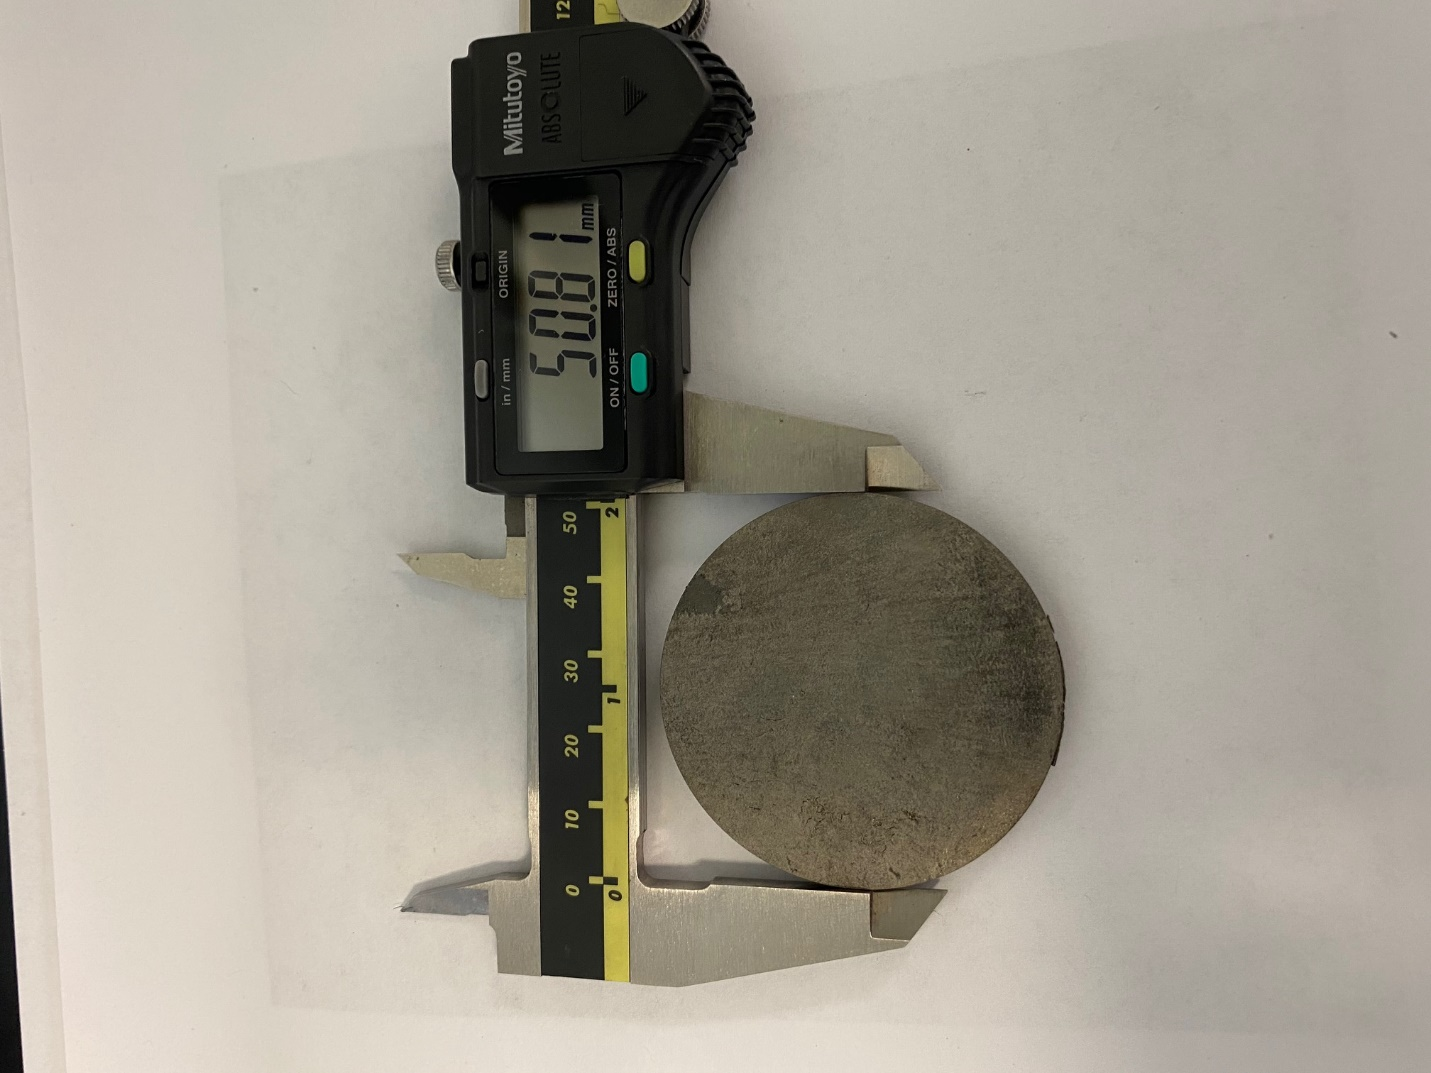 12
Mitutoyo
ABSOLUTE
ORIGIN
in / mm
50.81 mm
ZERO / ABS
ON / OFF
0 10 20 30 40 50
0 1 2